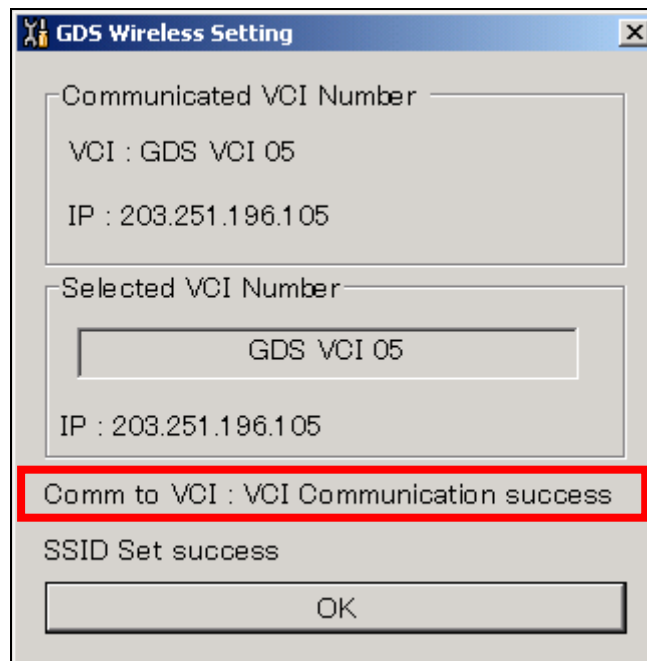 GDS Wireless Setting
Communicated VCI Number
VCI : GDS VCI 05
IP : 203.251.196.105
Selected VCI Number
GDS VCI 05
IP : 203.251.196.105
Comm to VCI : VCI Communication success
SSID Set success
OK